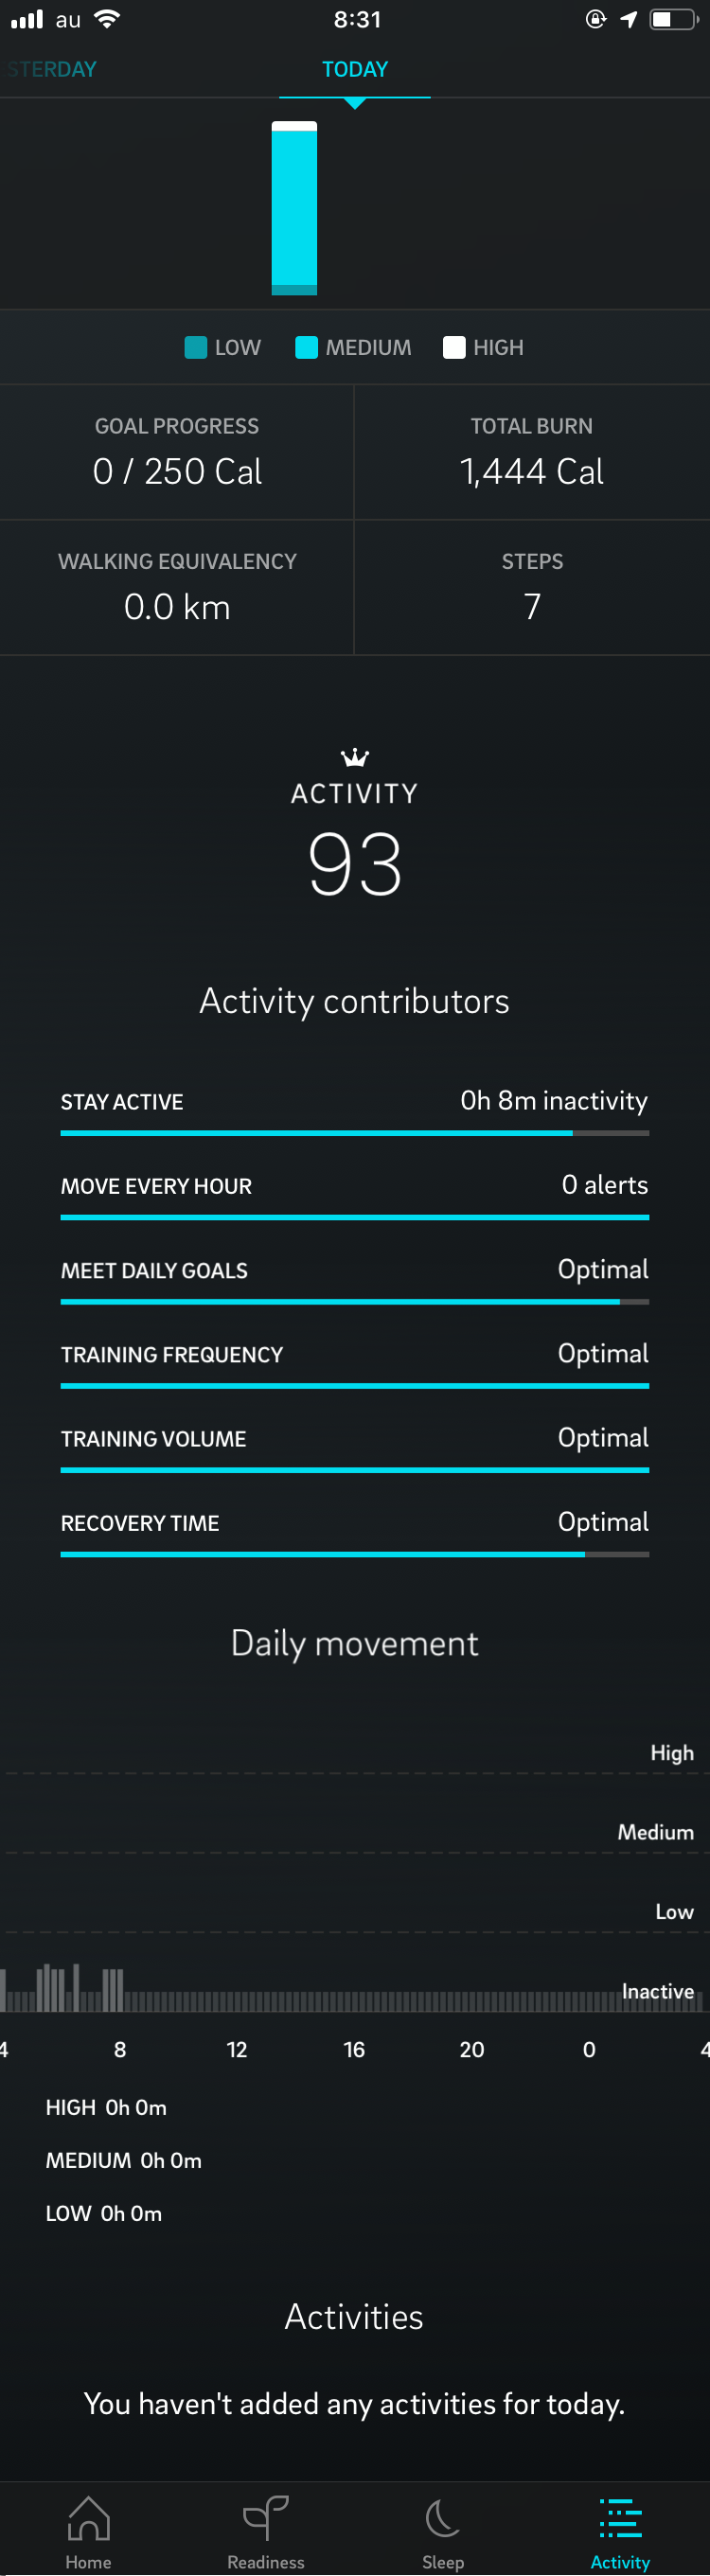 au 8:31
STERDAY TODAY
LOW MEDIUM HIGH
GOAL PROGRESS TOTAL BURN
0 / 250 Cal 1,444 Cal
WALKING EQUIVALENCY STEPS
0.0 km 7
ACTIVITY
93
Activity contributors
STAY ACTIVE 0h 8m inactivity
MOVE EVERY HOUR 0 alerts
MEET DAILY GOALS Optimal
TRAINING FREQUENCY Optimal
TRAINING VOLUME Optimal
RECOVERY TIME Optimal
Daily movement
High
Medium
Low
Inactive
4 8 12 16 20 0 4
HIGH 0h 0m
MEDIUM 0h 0m
LOW 0h 0m
Activities
You haven't added any activities for today.
Home Readiness Sleep Activity